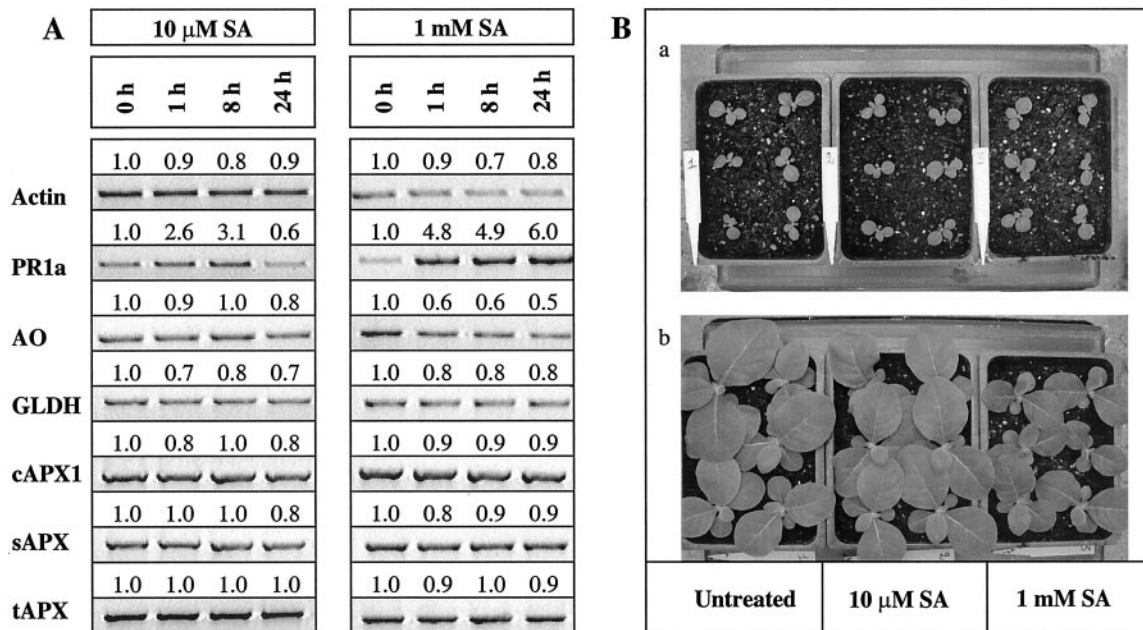 A
10 μM SA
1 mM SA
0 h 1 h 8 h 24 h
0 h 1 h 8 h 24 h
1.0 0.9 0.8 0.9 1.0 0.9 0.7 0.8
Actin
1.0 2.6 3.1 0.6 1.0 4.8 4.9 6.0
PR1a
1.0 0.9 1.0 0.8 1.0 0.6 0.6 0.5
AO
1.0 0.7 0.8 0.7 1.0 0.8 0.8 0.8
GLDH
1.0 0.8 1.0 0.8 1.0 0.9 0.9 0.9
cAPX1
1.0 1.0 1.0 0.8 1.0 0.8 0.9 0.9
sAPX
1.0 1.0 1.0 1.0 1.0 0.9 1.0 0.9
tAPX
B
a
1 2 3
b
Untreated 10 μM SA 1 mM SA